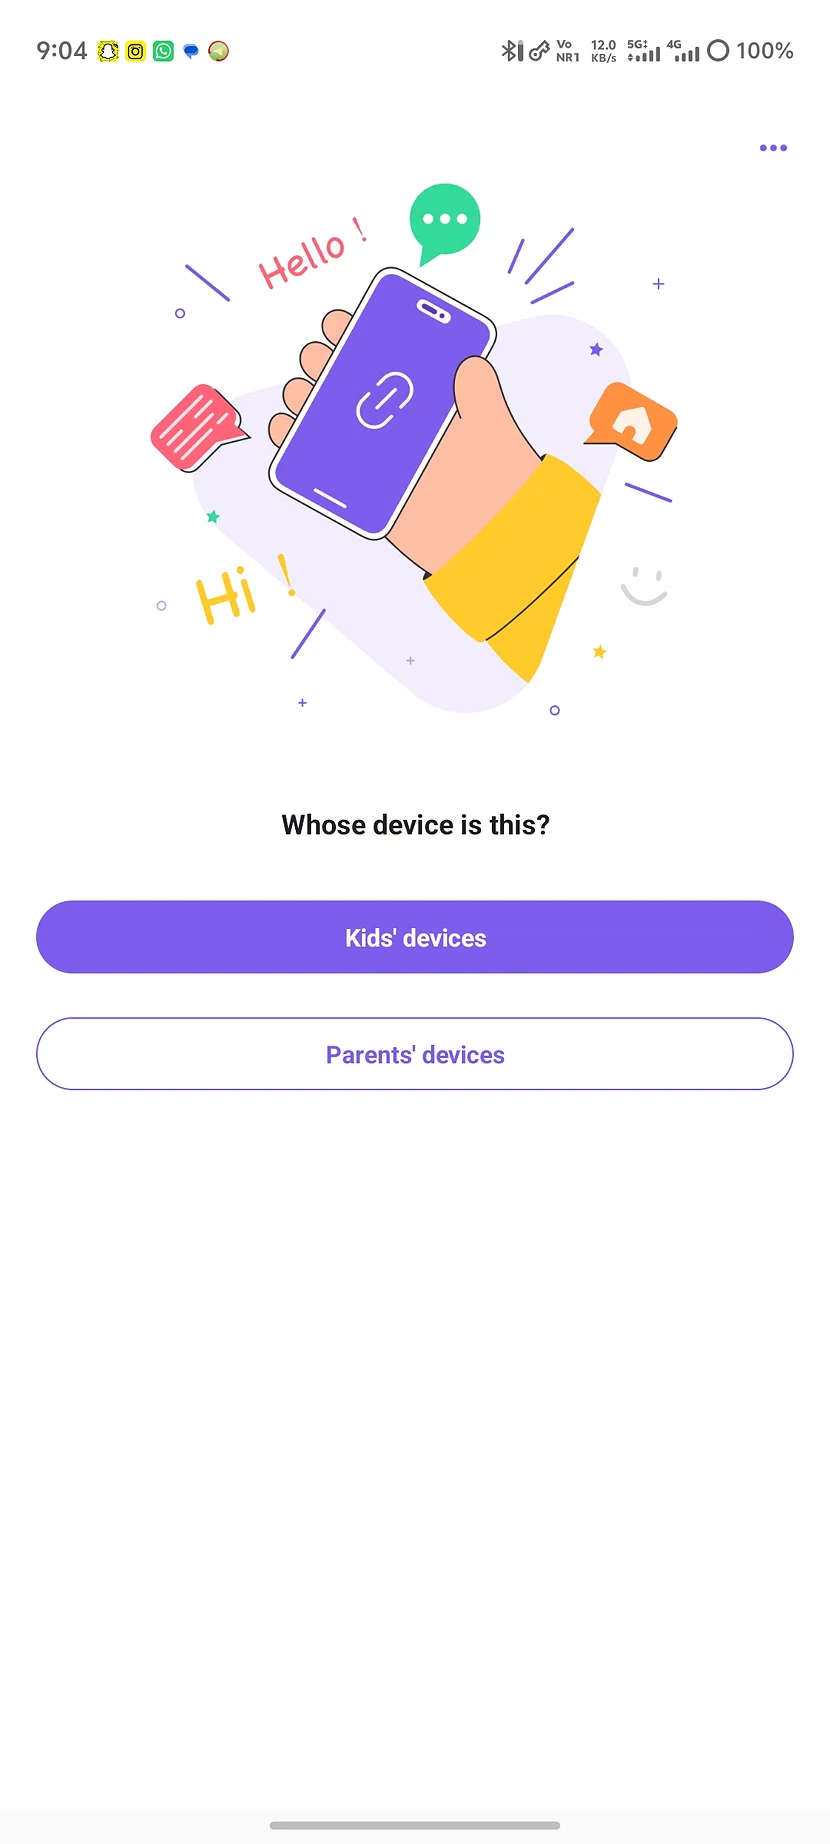 9:04 Vo NR1 12.0 KB/s 5G 4G 100%
Hello !
Hi !
Whose device is this?
Kids' devices
Parents' devices